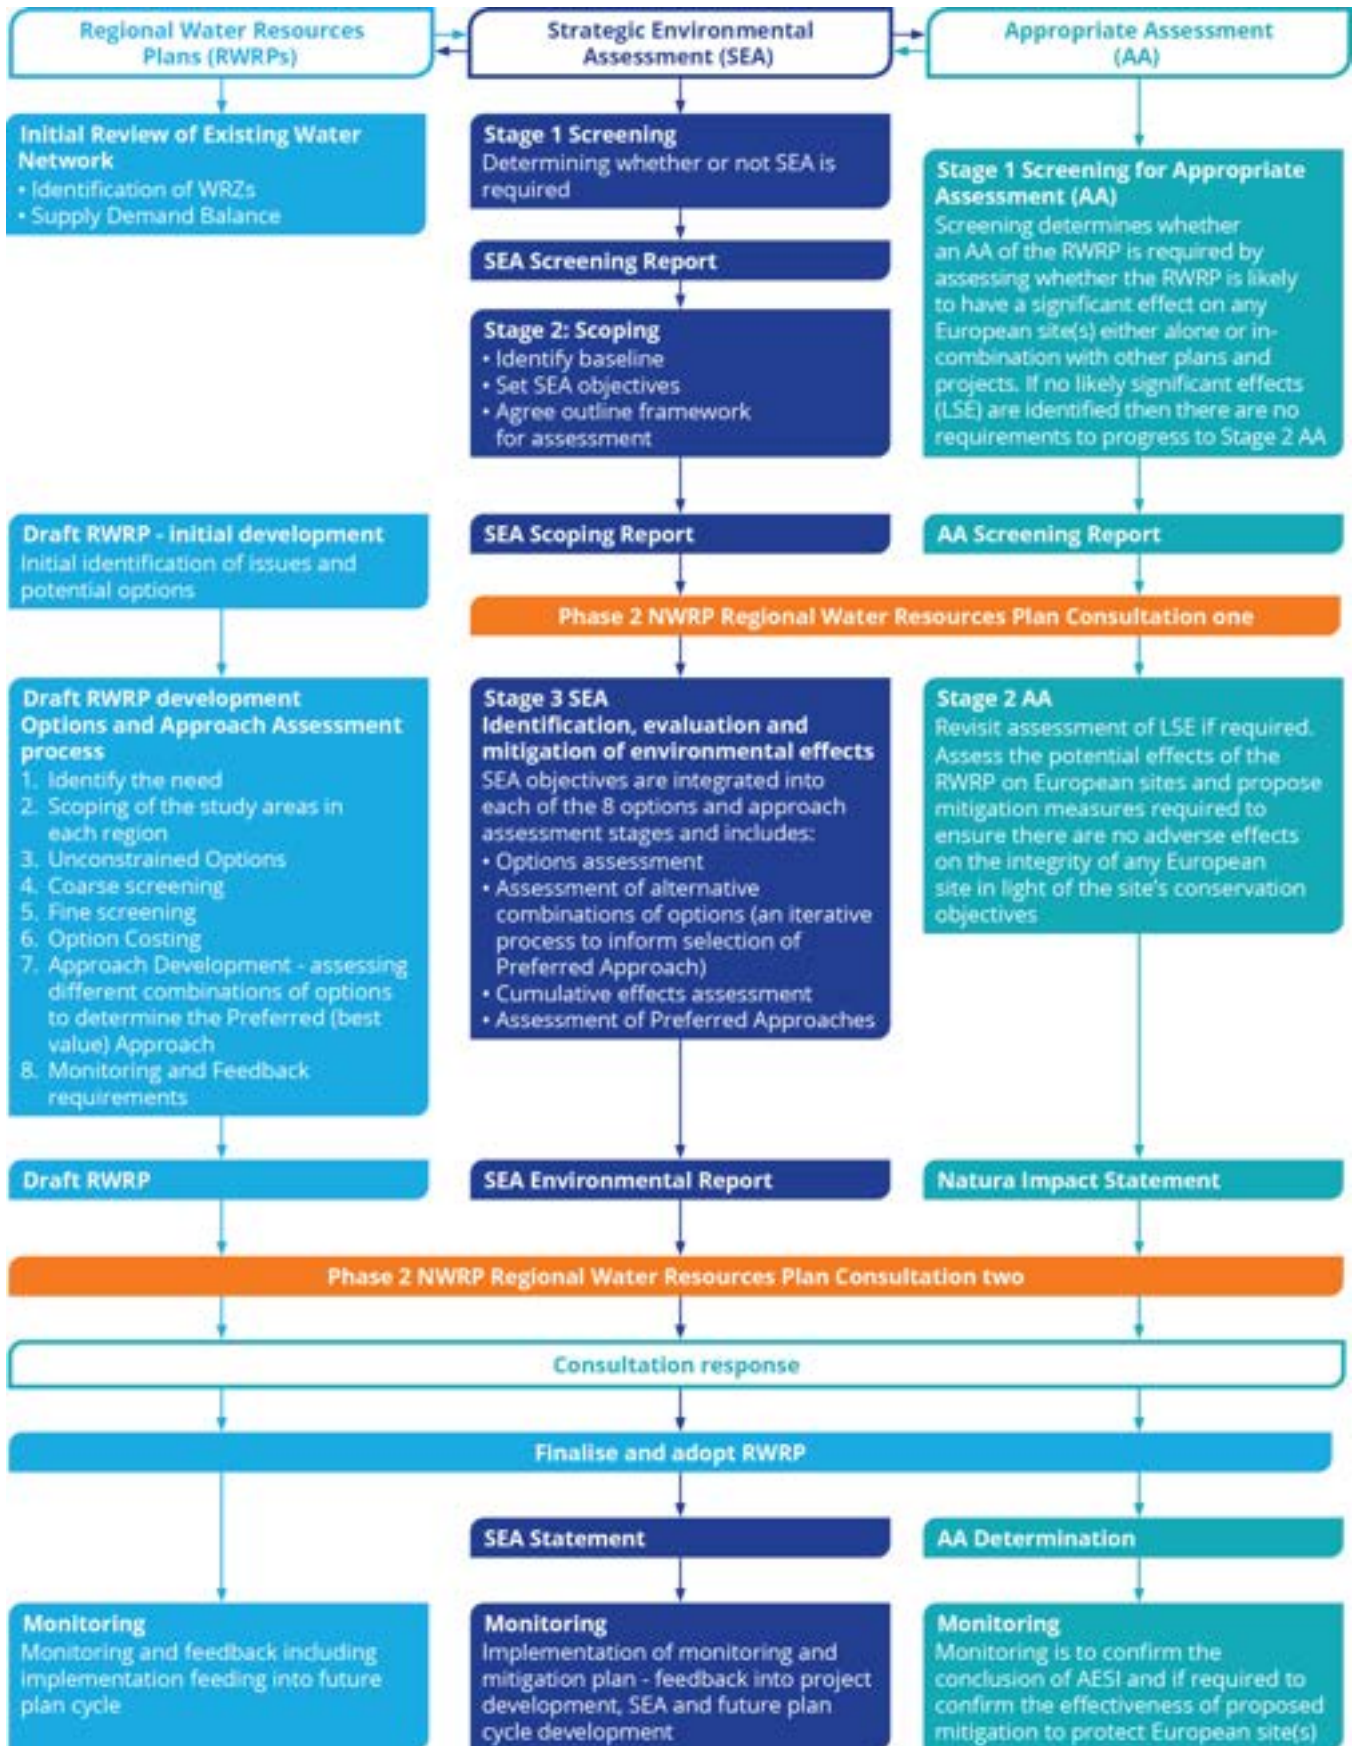 Regional Water Resources
Plans (RWRPs)
Strategic Environmental
Assessment (SEA)
Appropriate Assessment
(AA)
Initial Review of Existing Water
Network
• Identification of WRZs
• Supply Demand Balance
Stage 1 Screening
Determining whether or not SEA is
required
SEA Screening Report
Stage 2: Scoping
• Identify baseline
• Set SEA objectives
• Agree outline framework
for assessment
Stage 1 Screening for Appropriate
Assessment (AA)
Screening determines whether
an AA of the RWRP is required by
assessing whether the RWRP is likely
to have a significant effect on any
European site(s) either alone or in-
combination with other plans and
projects. If no likely significant effects
(LSE) are identified then there are no
requirements to progress to Stage 2 AA
Draft RWRP - initial development
Initial identification of issues and
potential options
SEA Scoping Report
AA Screening Report
Phase 2 NWRP Regional Water Resources Plan Consultation one
Draft RWRP development
Options and Approach Assessment
process
1. Identify the need
2. Scoping of the study areas in
each region
3. Unconstrained Options
4. Coarse screening
5. Fine screening
6. Option Costing
7. Approach Development - assessing
different combinations of options
to determine the Preferred (best
value) Approach
8. Monitoring and Feedback
requirements
Stage 3 SEA
Identification, evaluation and
mitigation of environmental effects
SEA objectives are integrated into
each of the 8 options and approach
assessment stages and includes:
• Options assessment
• Assessment of alternative
combinations of options (an iterative
process to inform selection of
Preferred Approach)
• Cumulative effects assessment
• Assessment of Preferred Approaches
Stage 2 AA
Revisit assessment of LSE if required.
Assess the potential effects of the
RWRP on European sites and propose
mitigation measures required to
ensure there are no adverse effects
on the integrity of any European
site in light of the site's conservation
objectives
Draft RWRP
SEA Environmental Report
Natura Impact Statement
Phase 2 NWRP Regional Water Resources Plan Consultation two
Consultation response
Finalise and adopt RWRP
SEA Statement
AA Determination
Monitoring
Monitoring and feedback including
implementation feeding into future
plan cycle
Monitoring
Implementation of monitoring and
mitigation plan - feedback into project
development, SEA and future plan
cycle development
Monitoring
Monitoring is to confirm the
conclusion of AESI and if required to
confirm the effectiveness of proposed
mitigation to protect European site(s)